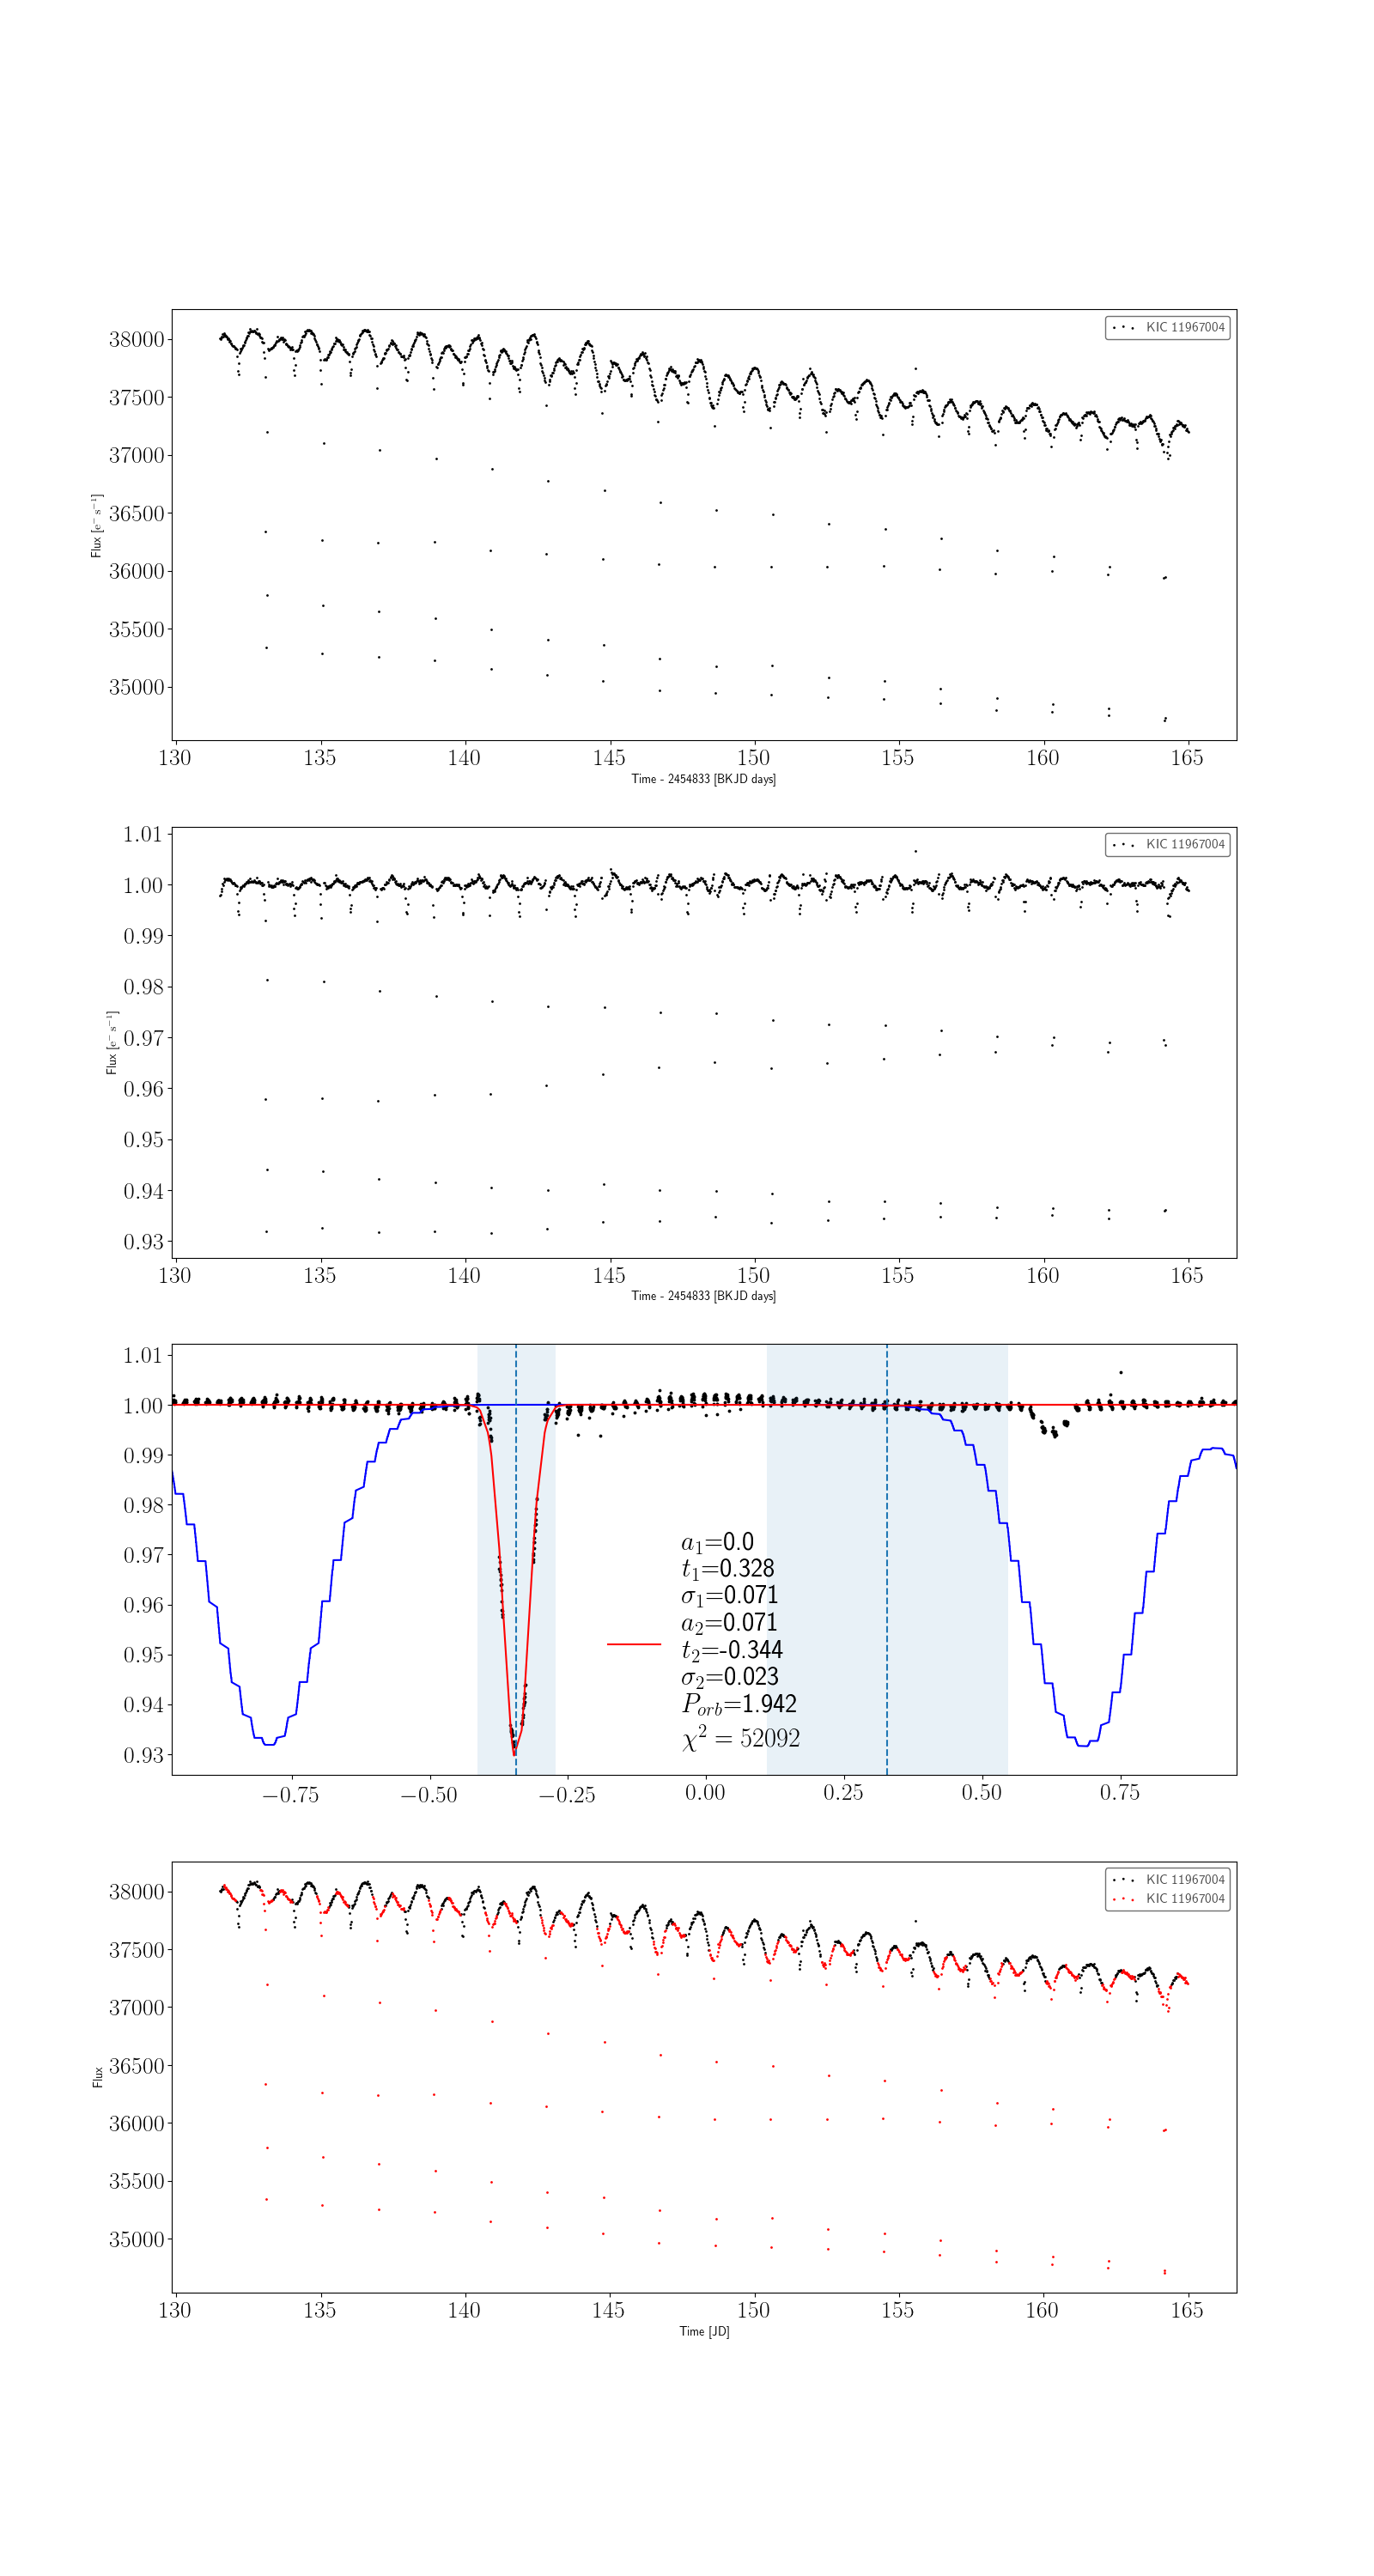 KIC 11967004
38000
37500
37000
36500
36000
35500
35000
Flux [e⁻ s⁻¹]
130 135 140 145 150 155 160 165
Time - 2454833 [BKJD days]
KIC 11967004
1.01
1.00
0.99
0.98
0.97
0.96
0.95
0.94
0.93
Flux [e⁻ s⁻¹]
130 135 140 145 150 155 160 165
Time - 2454833 [BKJD days]
1.01
1.00
0.99
0.98
0.97
0.96
0.95
0.94
0.93
a₁=0.0
t₁=0.328
σ₁=0.071
a₂=0.071
t₂=-0.344
σ₂=0.023
P_orb=1.942
χ² = 52092
−0.75 −0.50 −0.25 0.00 0.25 0.50 0.75
KIC 11967004
KIC 11967004
38000
37500
37000
36500
36000
35500
35000
Flux
130 135 140 145 150 155 160 165
Time [JD]